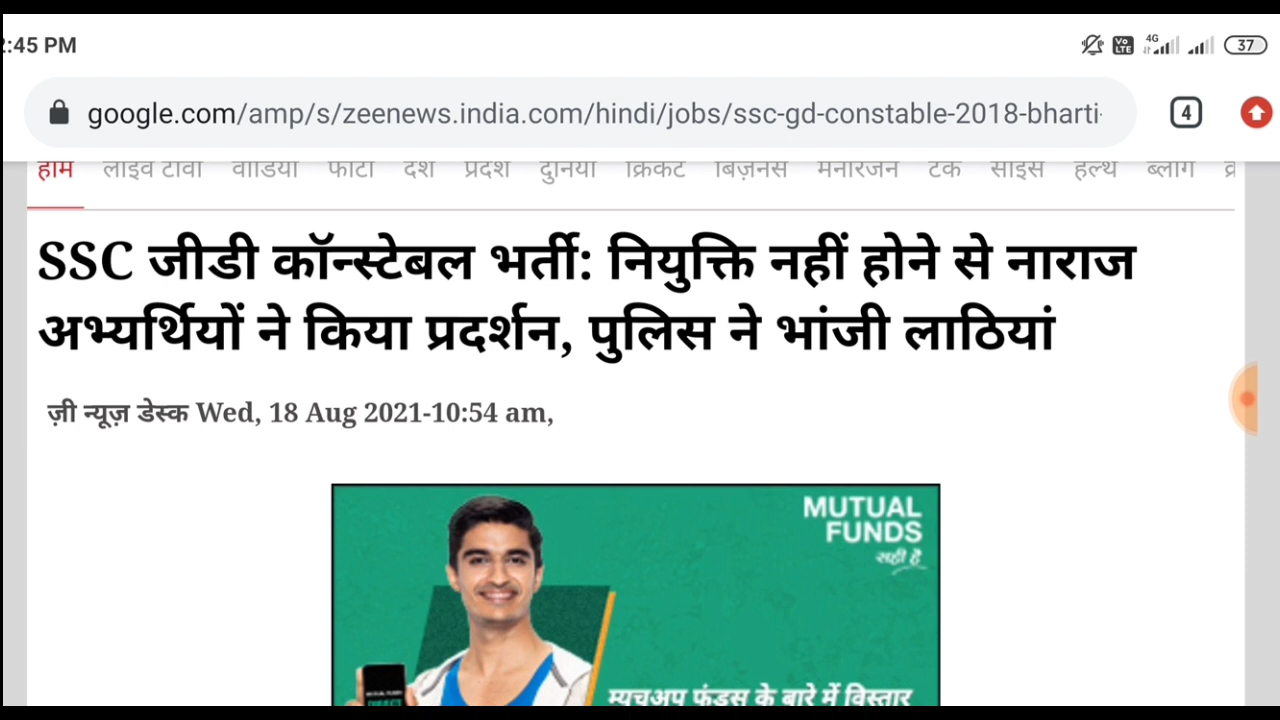 :45 PM
Vo LTE 4G 37
google.com/amp/s/zeenews.india.com/hindi/jobs/ssc-gd-constable-2018-bharti-
4
होम लाइव टीवी वीडियो फोटो देश प्रदेश दुनिया क्रिकेट बिज़नेस मनोरंजन टेक साइंस हेल्थ ब्लॉग
SSC जीडी कॉन्स्टेबल भर्ती: नियुक्ति नहीं होने से नाराज
अभ्यर्थियों ने किया प्रदर्शन, पुलिस ने भांजी लाठियां
ज़ी न्यूज़ डेस्क Wed, 18 Aug 2021-10:54 am,
MUTUAL
FUNDS
सही है
म्यूचुअल फंड्स के बारे में विस्तार